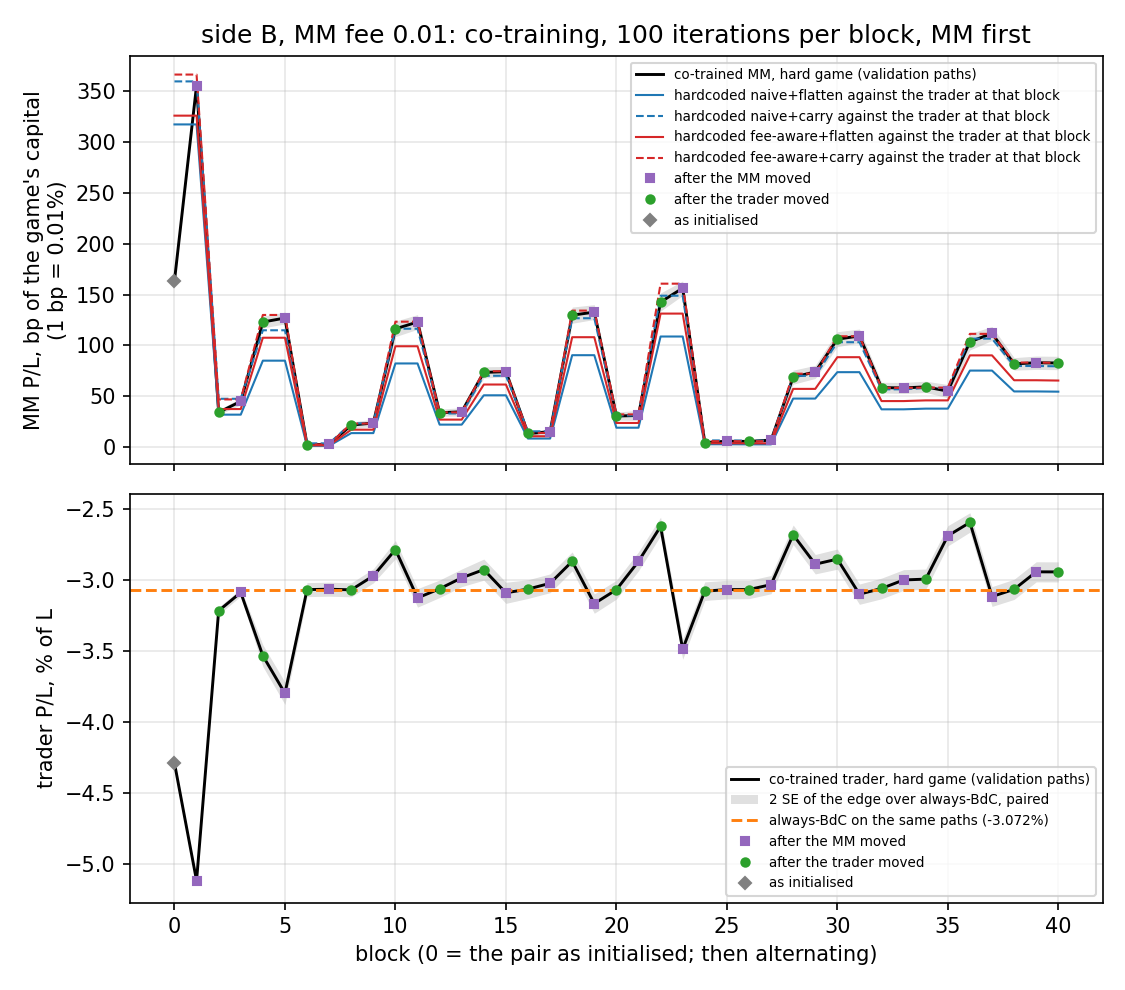 side B, MM fee 0.01: co-training, 100 iterations per block, MM first
MM P/L, bp of the game's capital
(1 bp = 0.01%)
350
300
250
200
150
100
50
0
co-trained MM, hard game (validation paths)
hardcoded naive+flatten against the trader at that block
hardcoded naive+carry against the trader at that block
hardcoded fee-aware+flatten against the trader at that block
hardcoded fee-aware+carry against the trader at that block
after the MM moved
after the trader moved
as initialised
trader P/L, % of L
−2.5
−3.0
−3.5
−4.0
−4.5
−5.0
co-trained trader, hard game (validation paths)
2 SE of the edge over always-BdC, paired
always-BdC on the same paths (-3.072%)
after the MM moved
after the trader moved
as initialised
0 5 10 15 20 25 30 35 40
block (0 = the pair as initialised; then alternating)